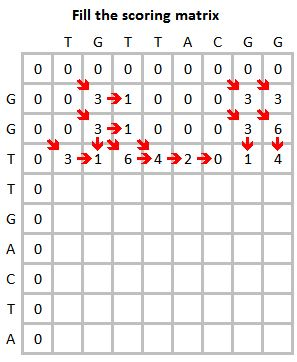 Fill the scoring matrix
T G T T A C G G
0 0 0 0 0 0 0 0 0
G 0 0 3 1 0 0 0 3 3
G 0 0 3 1 0 0 0 3 6
T 0 3 1 6 4 2 0 1 4
T 0
G 0
A 0
C 0
T 0
A 0